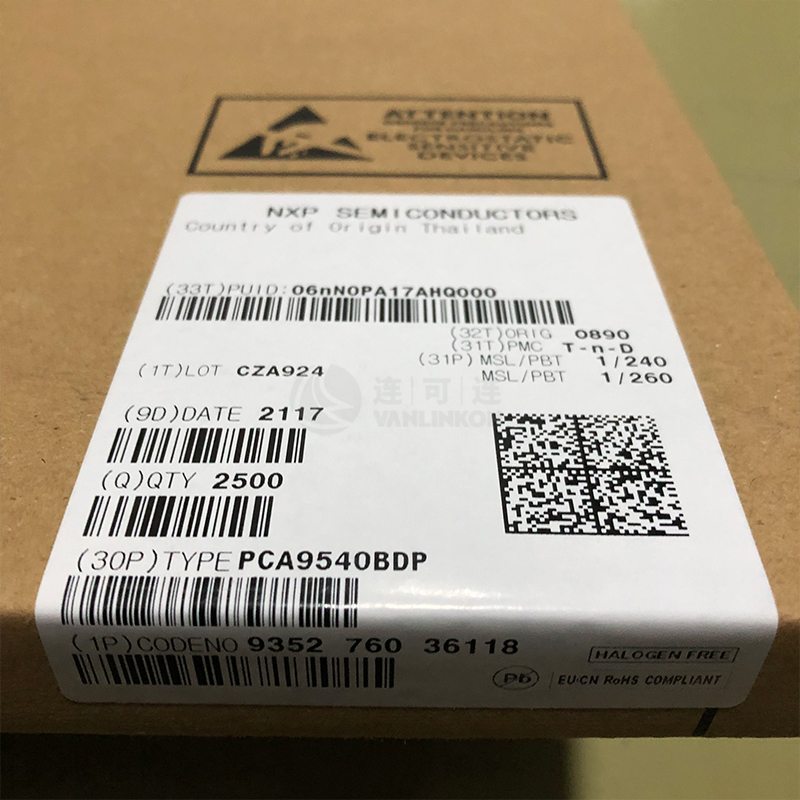 ATTENTION
ELECTROSTATIC
SENSITIVE
DEVICES
NXP SEMICONDUCTORS
Country of Origin Thailand
(33T)PUID:06nN0PA17AHQ000
(32T)ORIG 0890
(31T)PMC T-n-D
(31P) MSL/PBT 1/240
MSL/PBT 1/260
(1T)LOT CZA924
连可连
VANLINKON
(9D)DATE 2117
(Q)QTY 2500
(30P)TYPE PCA9540BDP
(1P)CODENO 9352 760 36118
HALOGEN FREE
Pb
EU·CN RoHS COMPLIANT